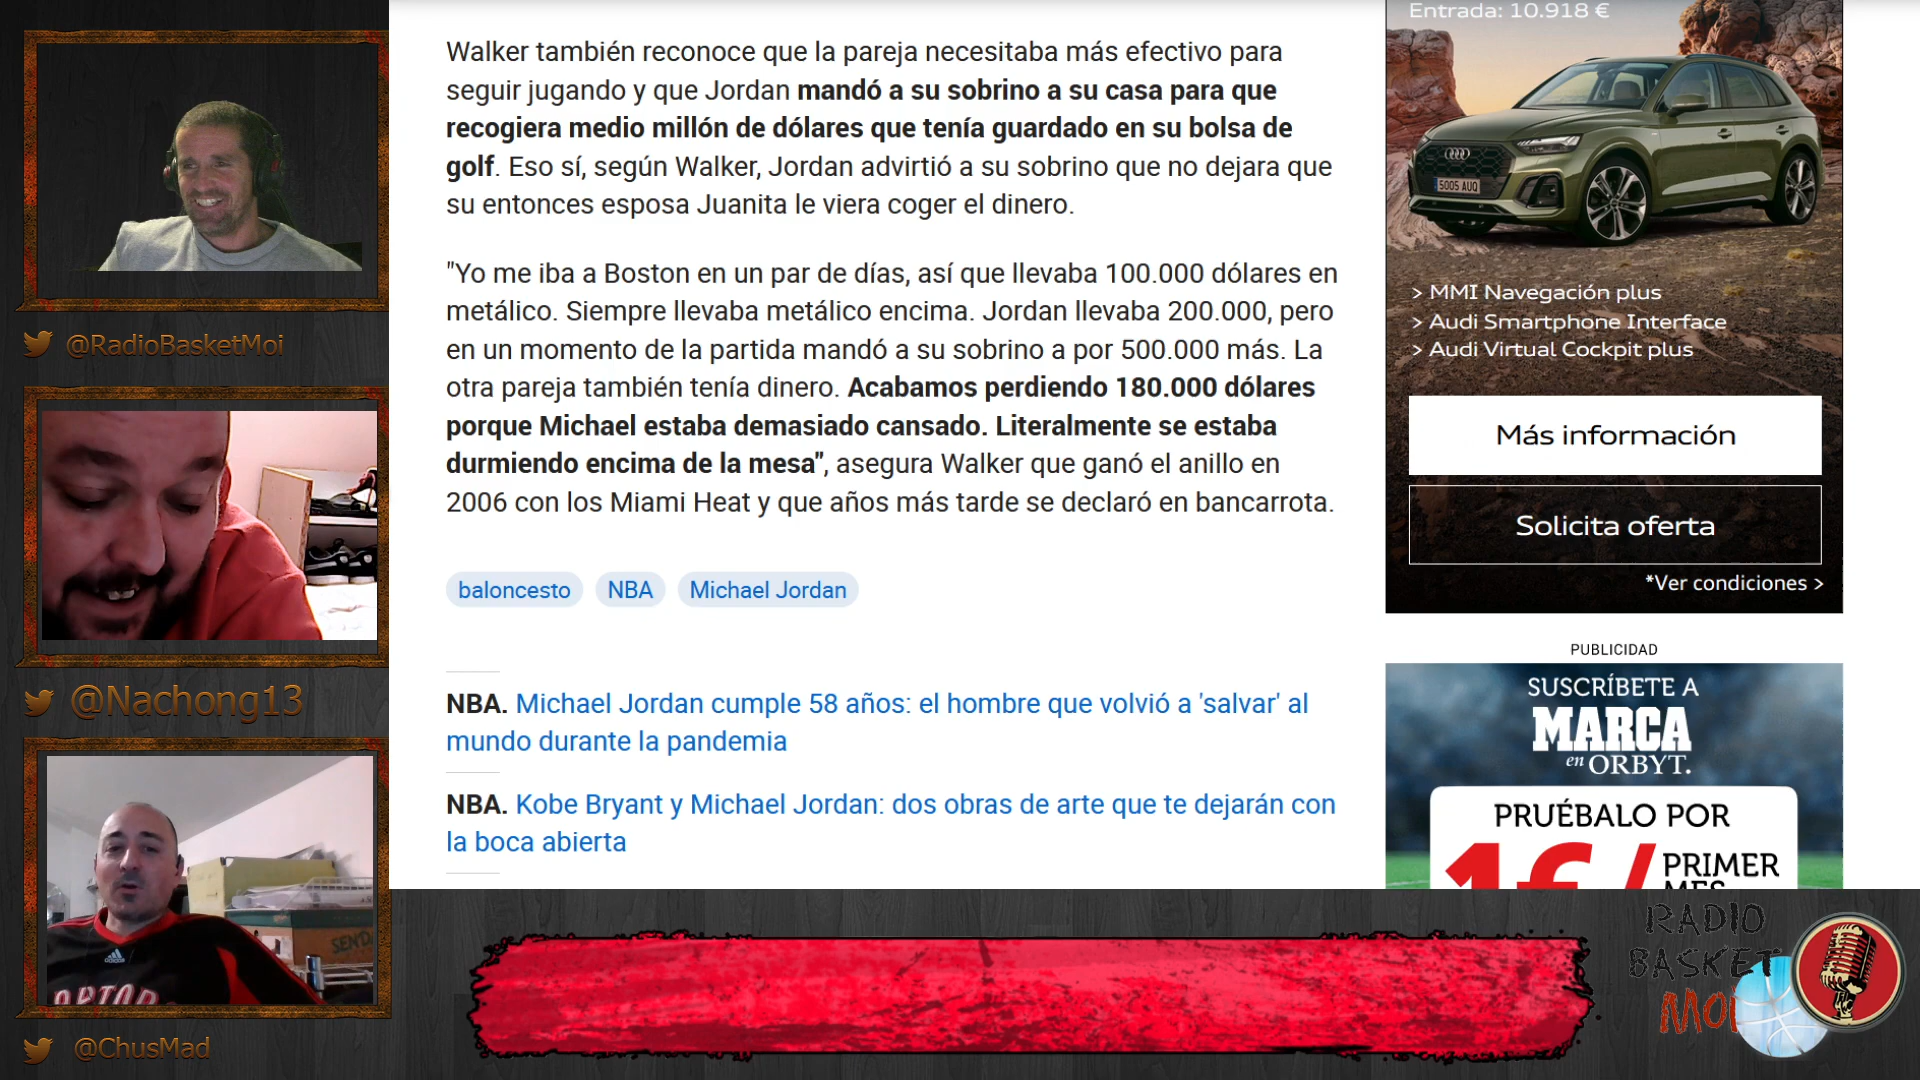 @RadioBasketMoi
@Nachong13
@ChusMad
Walker también reconoce que la pareja necesitaba más efectivo para
seguir jugando y que Jordan mandó a su sobrino a su casa para que
recogiera medio millón de dólares que tenía guardado en su bolsa de
golf. Eso sí, según Walker, Jordan advirtió a su sobrino que no dejara que
su entonces esposa Juanita le viera coger el dinero.
"Yo me iba a Boston en un par de días, así que llevaba 100.000 dólares en
metálico. Siempre llevaba metálico encima. Jordan llevaba 200.000, pero
en un momento de la partida mandó a su sobrino a por 500.000 más. La
otra pareja también tenía dinero. Acabamos perdiendo 180.000 dólares
porque Michael estaba demasiado cansado. Literalmente se estaba
durmiendo encima de la mesa", asegura Walker que ganó el anillo en
2006 con los Miami Heat y que años más tarde se declaró en bancarrota.
baloncesto NBA Michael Jordan
NBA. Michael Jordan cumple 58 años: el hombre que volvió a 'salvar' al
mundo durante la pandemia
NBA. Kobe Bryant y Michael Jordan: dos obras de arte que te dejarán con
la boca abierta
Entrada: 10.918 €
5005 AUQ
> MMI Navegación plus
> Audi Smartphone Interface
> Audi Virtual Cockpit plus
Más información
Solicita oferta
*Ver condiciones >
PUBLICIDAD
SUSCRÍBETE A
MARCA
en ORBYT.
PRUÉBALO POR
1€/ PRIMER
MES
adidas
RADIO
BASKET
MOI